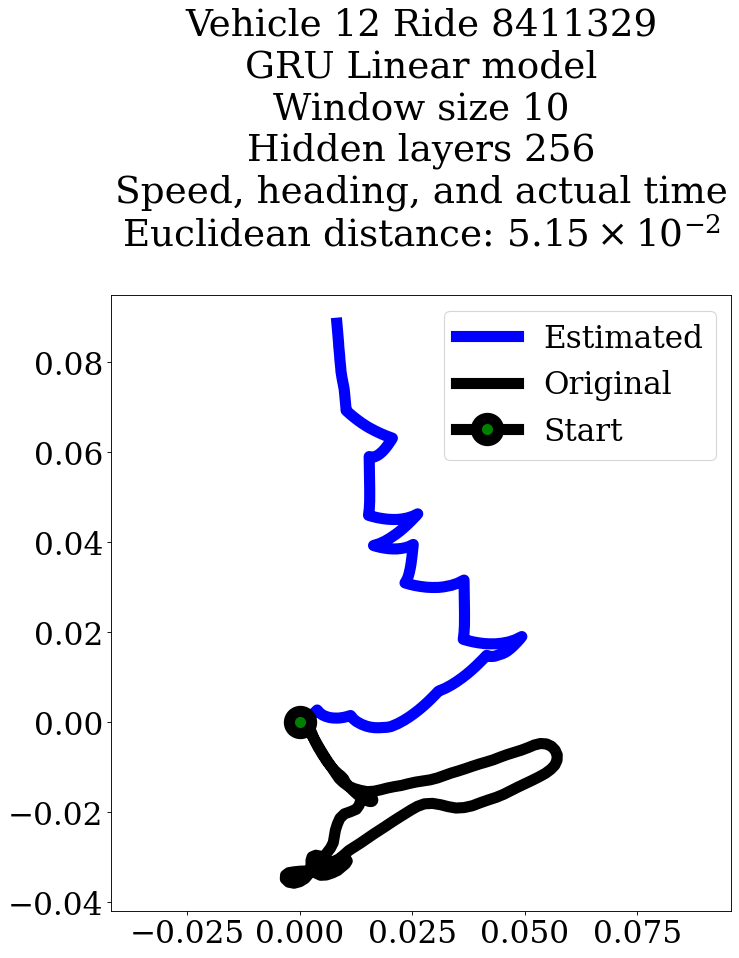 Vehicle 12 Ride 8411329
GRU Linear model
Window size 10
Hidden layers 256
Speed, heading, and actual time
Euclidean distance: 5.15 × 10⁻²
Estimated
Original
Start
0.08
0.06
0.04
0.02
0.00
−0.02
−0.04
−0.025 0.000 0.025 0.050 0.075